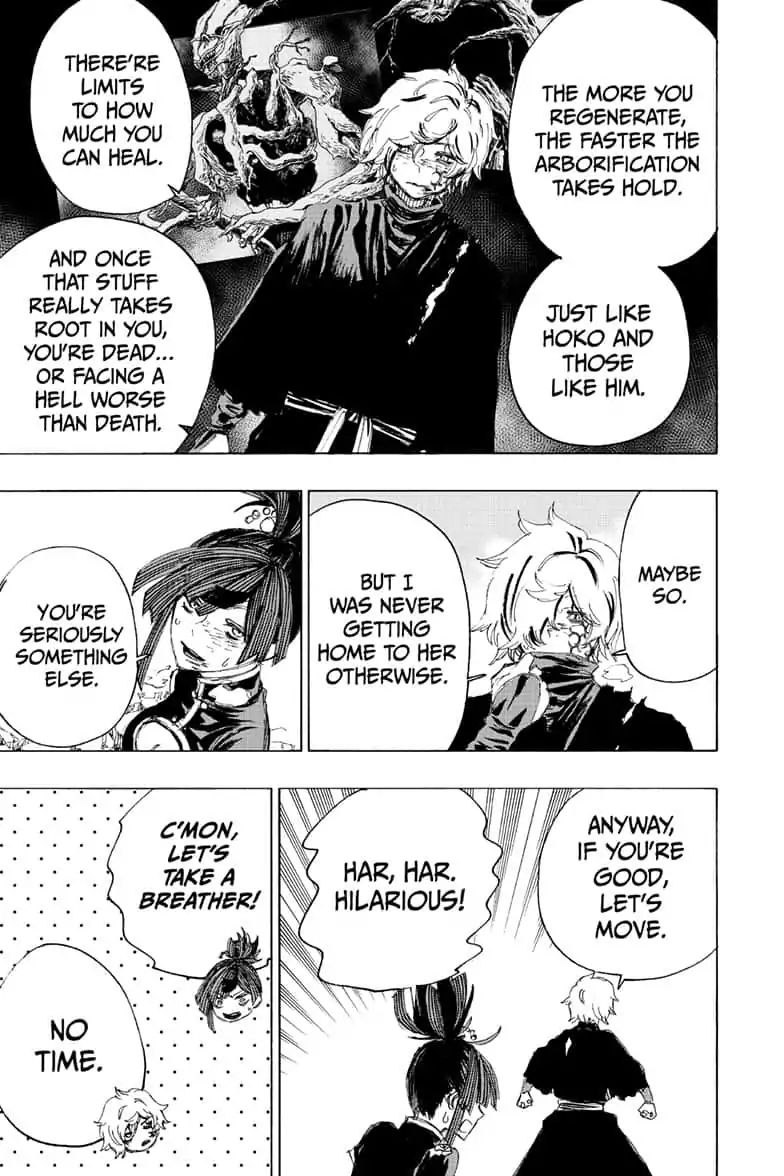 THE MORE YOU
REGENERATE,
THE FASTER THE
ARBORIFICATION
TAKES HOLD.
JUST LIKE
HOKO AND
THOSE
LIKE HIM.
THERE'RE
LIMITS
TO HOW
MUCH YOU
CAN HEAL.
AND ONCE
THAT STUFF
REALLY TAKES
ROOT IN YOU,
YOU'RE DEAD...
OR FACING A
HELL WORSE
THAN DEATH.
MAYBE
SO.
BUT I
WAS NEVER
GETTING
HOME TO HER
OTHERWISE.
YOU'RE
SERIOUSLY
SOMETHING
ELSE.
ANYWAY,
IF YOU'RE
GOOD,
LET'S
MOVE.
HAR, HAR.
HILARIOUS!
C'MON,
LET'S
TAKE A
BREATHER!
NO
TIME.